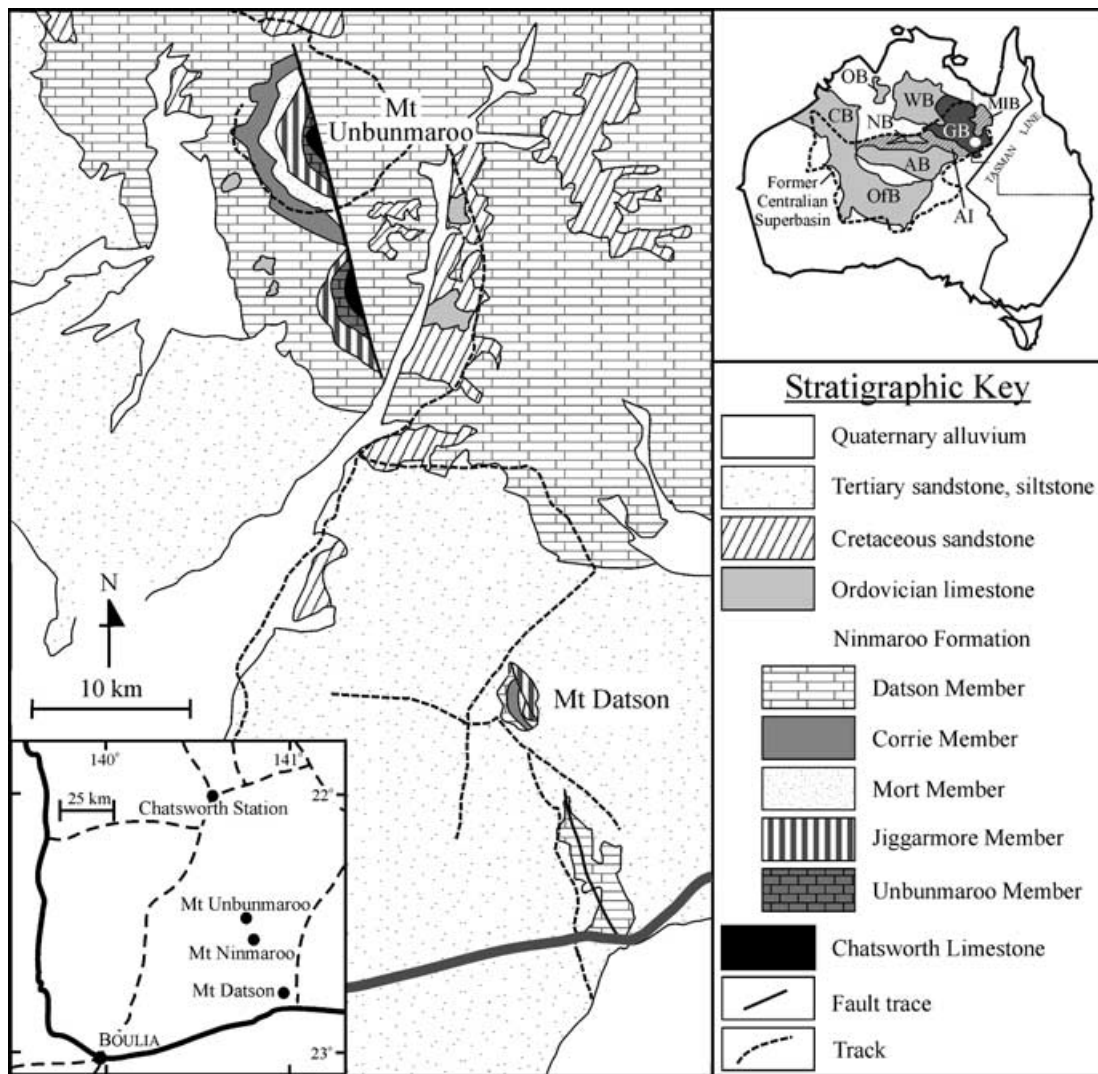 Mt
Unbunmaroo
N
10 km
Mt Datson
140°
141°
25 km
22°
Chatsworth Station
Mt Unbunmaroo
Mt Ninmaroo
Mt Datson
BOULIA
23°
OB
WB
MIB
CB
NB
GB
TASMAN LINE
AB
Former
Centralian
Superbasin
OfB
AI
Stratigraphic Key
Quaternary alluvium
Tertiary sandstone, siltstone
Cretaceous sandstone
Ordovician limestone
Ninmaroo Formation
Datson Member
Corrie Member
Mort Member
Jiggarmore Member
Unbunmaroo Member
Chatsworth Limestone
Fault trace
Track